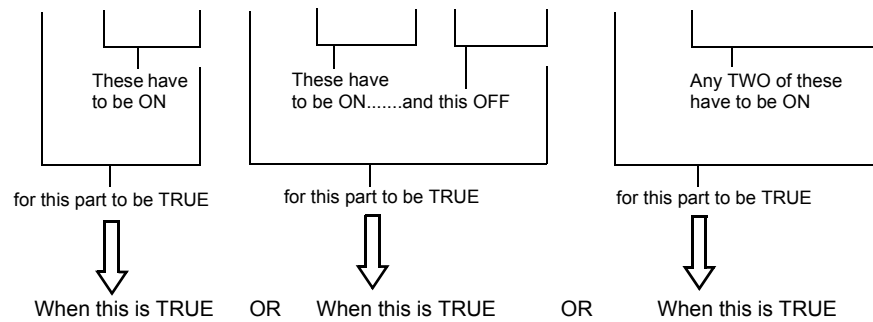 These have
to be ON
These have
to be ON.......and this OFF
Any TWO of these
have to be ON
for this part to be TRUE
for this part to be TRUE
for this part to be TRUE
When this is TRUE OR When this is TRUE OR When this is TRUE